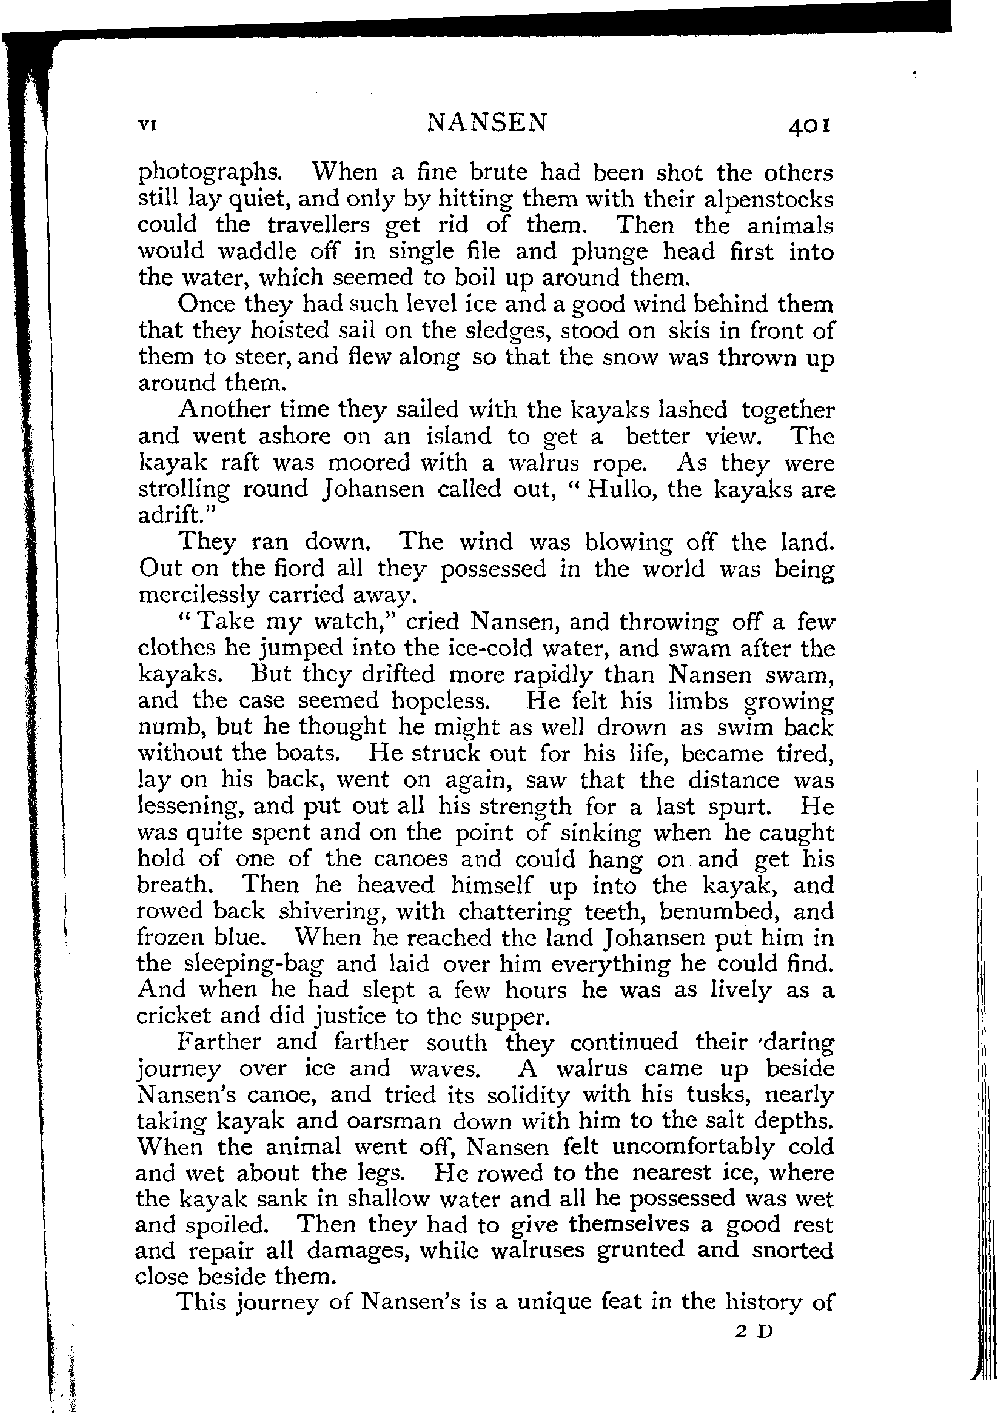 VI NANSEN 401
photographs. When a fine brute had been shot the others
still lay quiet, and only by hitting them with their alpenstocks
could the travellers get rid of them. Then the animals
would waddle off in single file and plunge head first into
the water, which seemed to boil up around them.
Once they had such level ice and a good wind behind them
that they hoisted sail on the sledges, stood on skis in front of
them to steer, and flew along so that the snow was thrown up
around them.
Another time they sailed with the kayaks lashed together
and went ashore on an island to get a better view. The
kayak raft was moored with a walrus rope. As they were
strolling round Johansen called out, "Hullo, the kayaks are
adrift."
They ran down. The wind was blowing off the land.
Out on the fiord all they possessed in the world was being
mercilessly carried away.
"Take my watch," cried Nansen, and throwing off a few
clothes he jumped into the ice-cold water, and swam after the
kayaks. But they drifted more rapidly than Nansen swam,
and the case seemed hopeless. He felt his limbs growing
numb, but he thought he might as well drown as swim back
without the boats. He struck out for his life, became tired,
lay on his back, went on again, saw that the distance was
lessening, and put out all his strength for a last spurt. He
was quite spent and on the point of sinking when he caught
hold of one of the canoes and could hang on and get his
breath. Then he heaved himself up into the kayak, and
rowed back shivering, with chattering teeth, benumbed, and
frozen blue. When he reached the land Johansen put him in
the sleeping-bag and laid over him everything he could find.
And when he had slept a few hours he was as lively as a
cricket and did justice to the supper.
Farther and farther south they continued their daring
journey over ice and waves. A walrus came up beside
Nansen's canoe, and tried its solidity with his tusks, nearly
taking kayak and oarsman down with him to the salt depths.
When the animal went off, Nansen felt uncomfortably cold
and wet about the legs. He rowed to the nearest ice, where
the kayak sank in shallow water and all he possessed was wet
and spoiled. Then they had to give themselves a good rest
and repair all damages, while walruses grunted and snorted
close beside them.
This journey of Nansen's is a unique feat in the history of
2 D